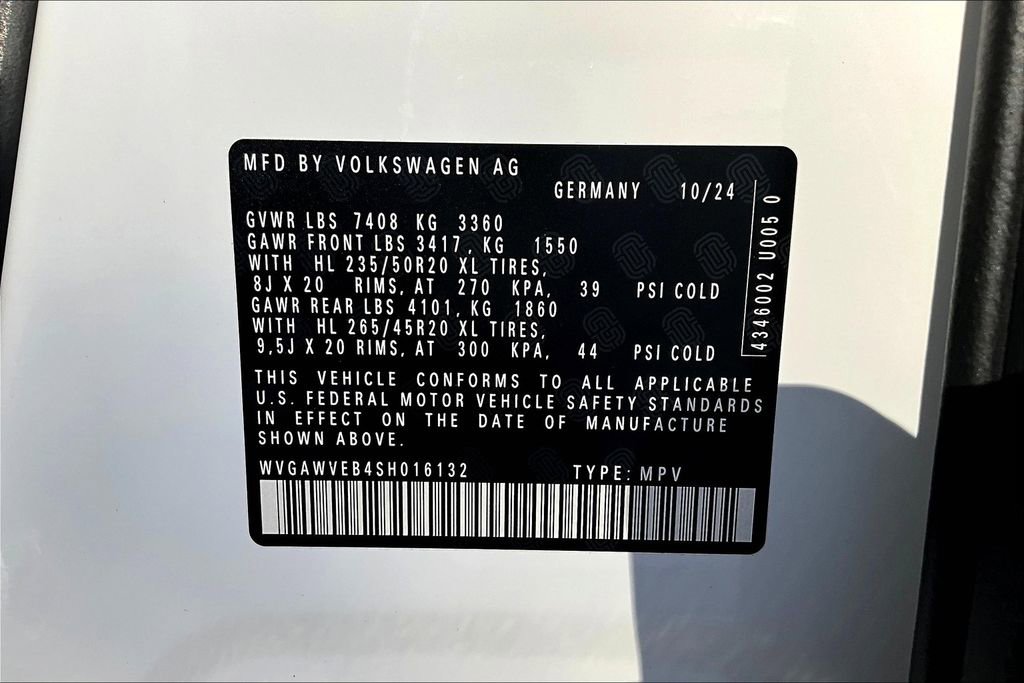 MFD BY VOLKSWAGEN AG
GERMANY 10/24
GVWR LBS 7408 KG 3360
GAWR FRONT LBS 3417, KG 1550
WITH HL 235/50R20 XL TIRES,
8J X 20 RIMS, AT 270 KPA, 39 PSI COLD
GAWR REAR LBS 4101, KG 1860
WITH HL 265/45R20 XL TIRES,
9,5J X 20 RIMS, AT 300 KPA, 44 PSI COLD
4346002 U005 0
THIS VEHICLE CONFORMS TO ALL APPLICABLE
U.S. FEDERAL MOTOR VEHICLE SAFETY STANDARDS
IN EFFECT ON THE DATE OF MANUFACTURE
SHOWN ABOVE.
WVGAWVEB4SH016132 TYPE: MPV